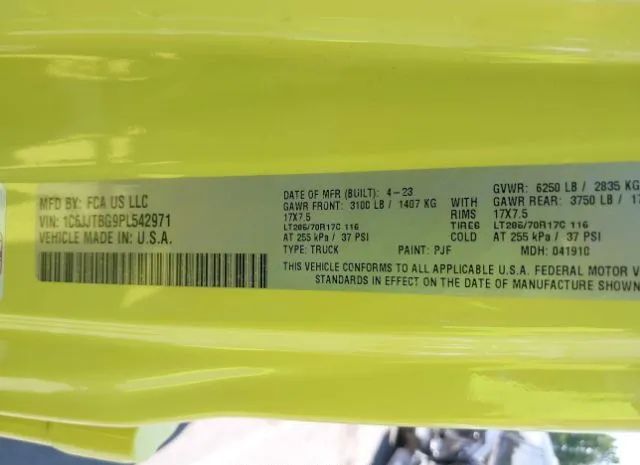 MFD BY: FCA US LLC
VIN: 1C6JJTBG9PL542971
VEHICLE MADE IN: U.S.A.
DATE OF MFR (BUILT): 4-23
GAWR FRONT: 3100 LB / 1407 KG
17X7.5
LT285/70R17C 116
AT 255 kPa / 37 PSI
TYPE: TRUCK
PAINT: PJF
WITH
RIMS
TIRES
COLD
GVWR: 6250 LB / 2835 KG
GAWR REAR: 3750 LB / 17
17X7.5
LT285/70R17C 116
AT 255 kPa / 37 PSI
MDH: 041910
THIS VEHICLE CONFORMS TO ALL APPLICABLE U.S.A. FEDERAL MOTOR V
STANDARDS IN EFFECT ON THE DATE OF MANUFACTURE SHOWN